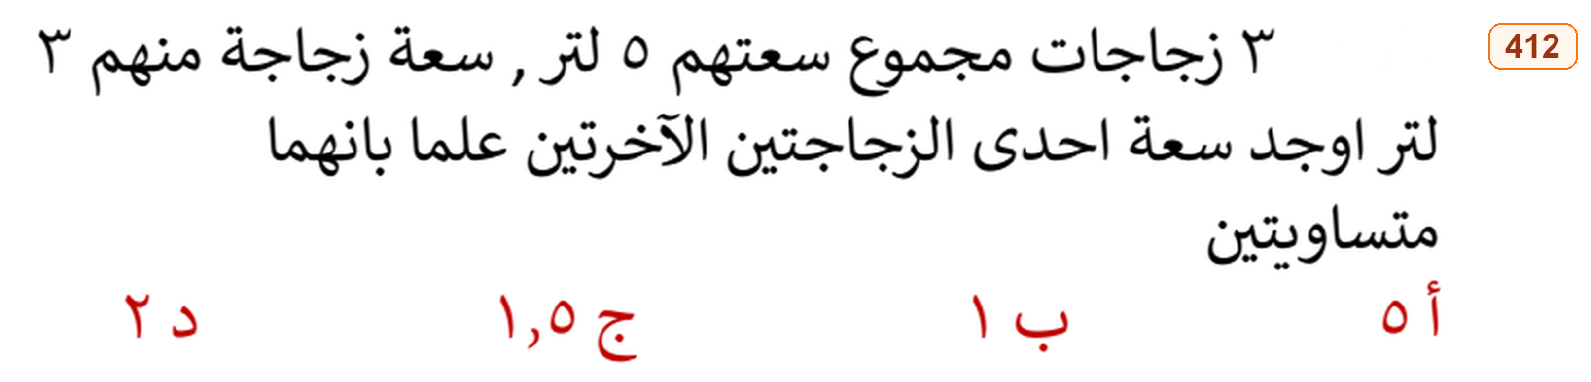 412
٣ زجاجات مجموع سعتهم ٥ لتر , سعة زجاجة منهم ٣
لتر اوجد سعة احدى الزجاجتين الآخرتين علما بانهما
متساويتين
أ ٥ ب ١ ج ١,٥ د ٢